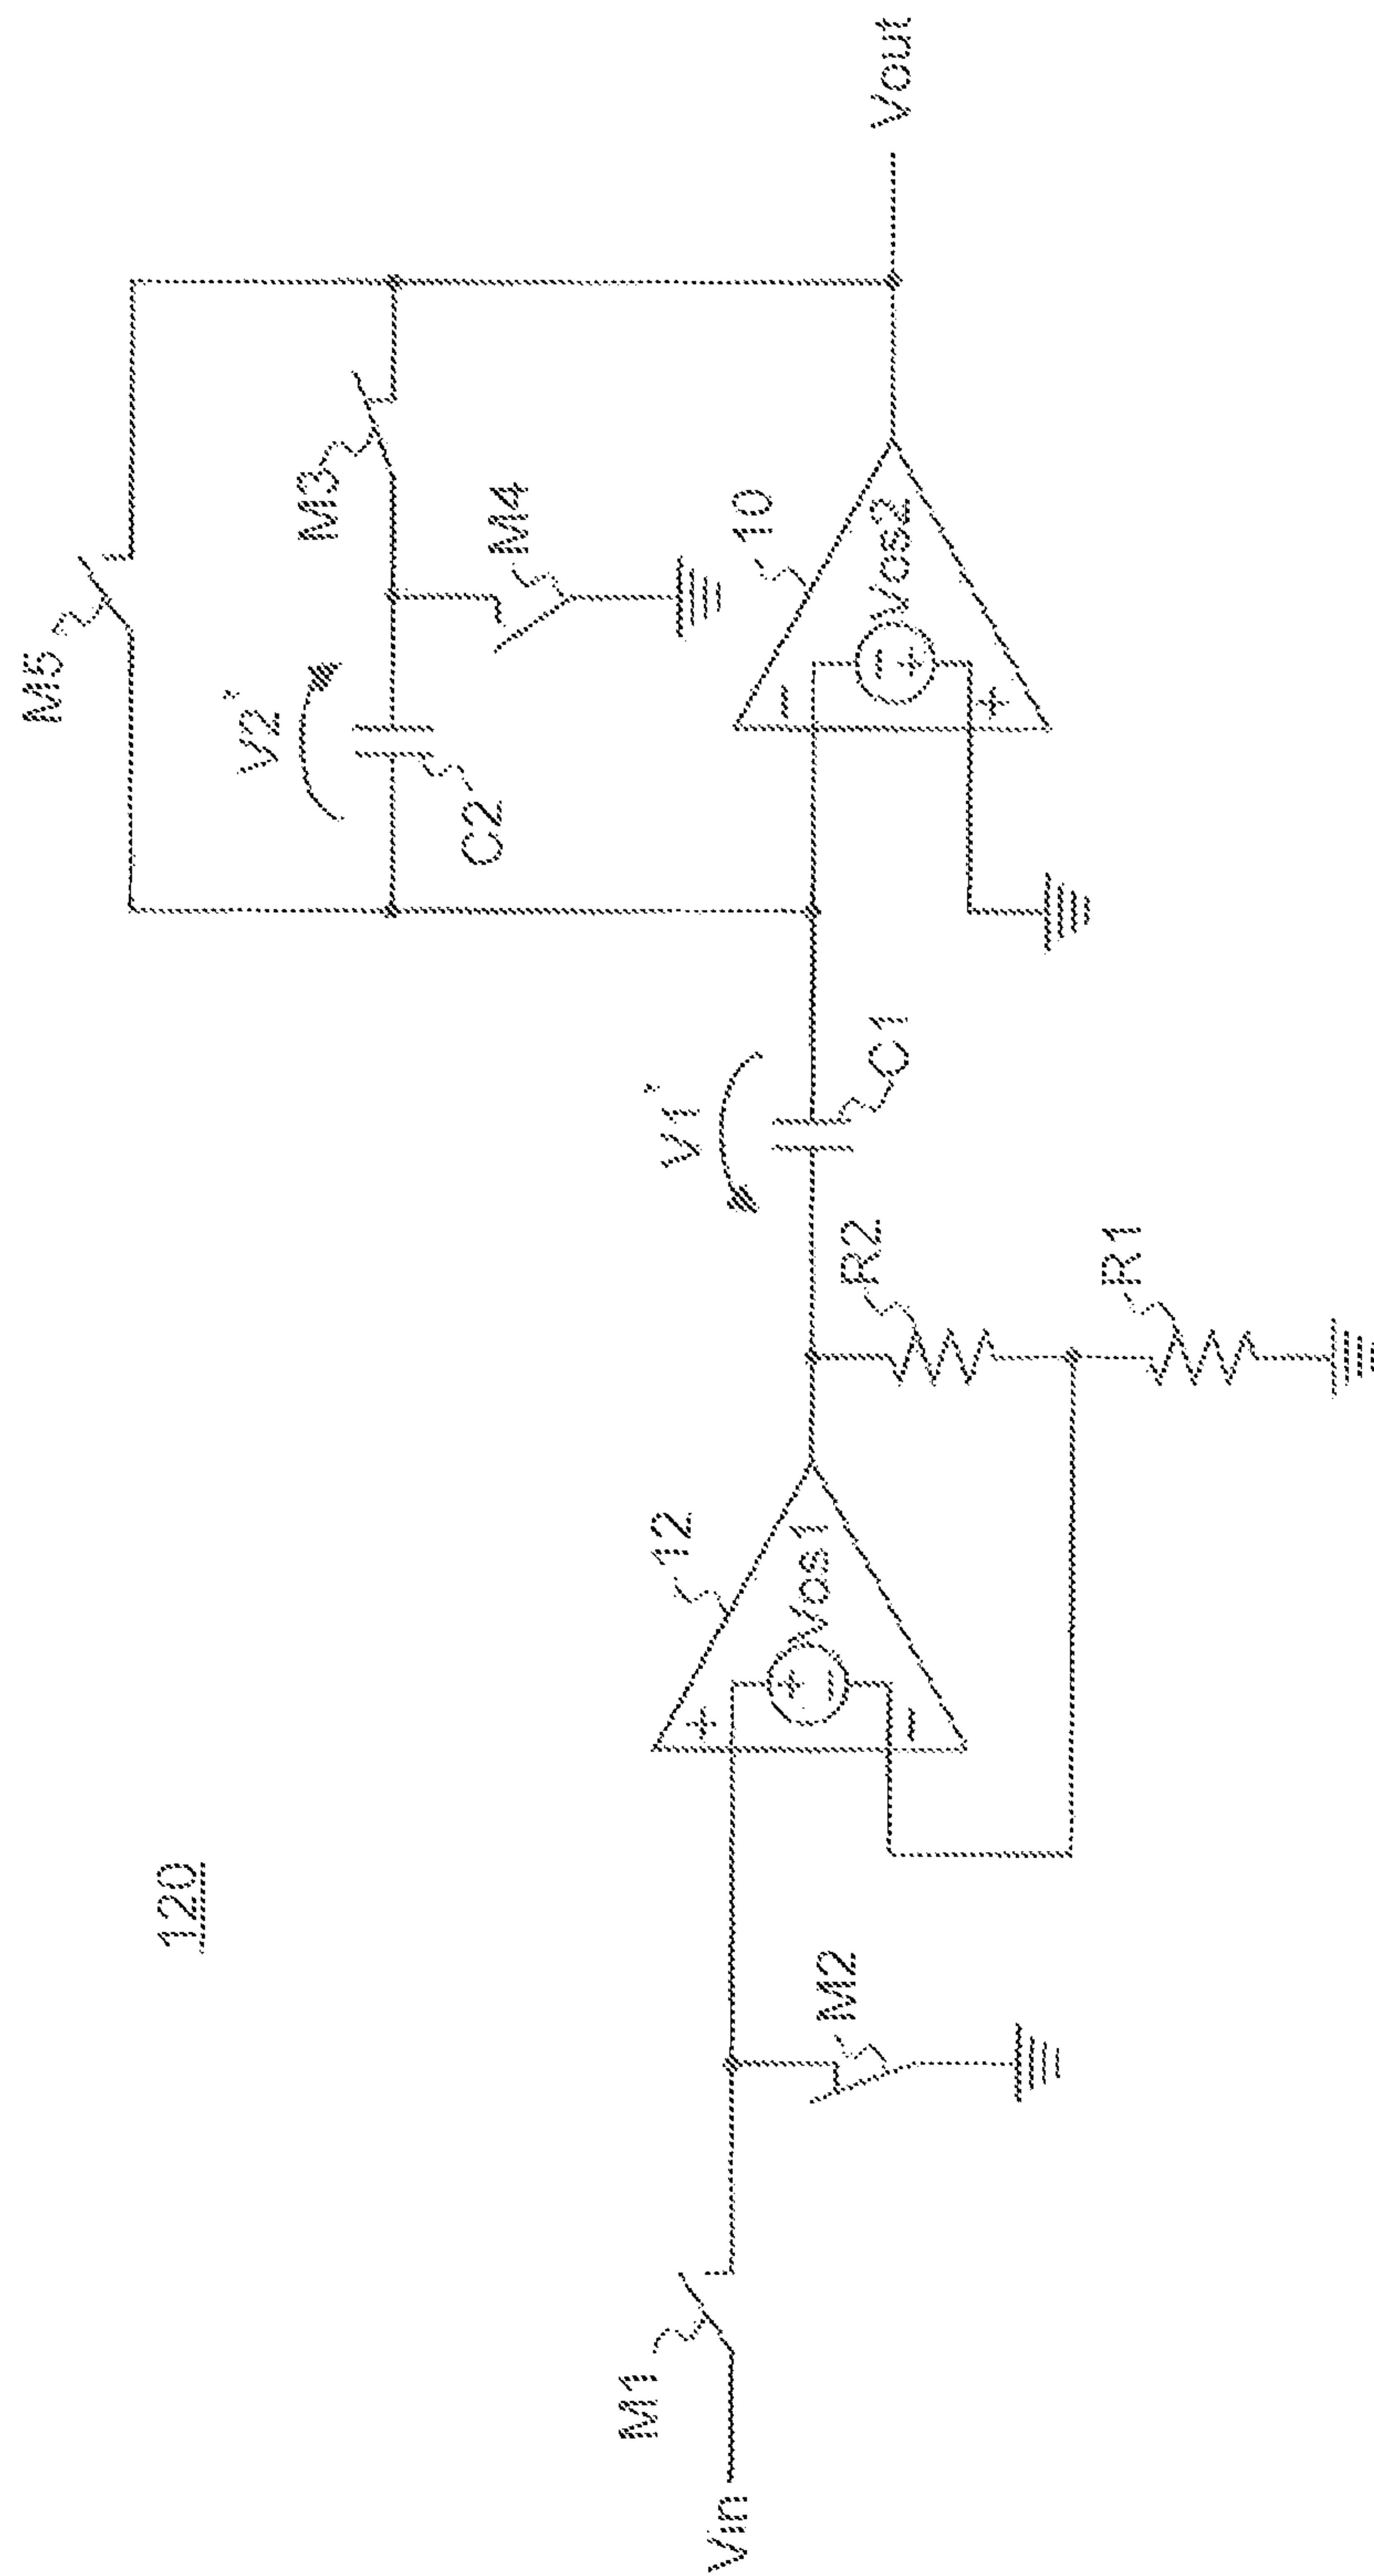 120
M5
V2*
M3
C2
M4
V1*
10
Vos2
Vout
12
Vos1
C1
M1
Vin
M2
R2
R1
+
−
−
+
+
−
−
+